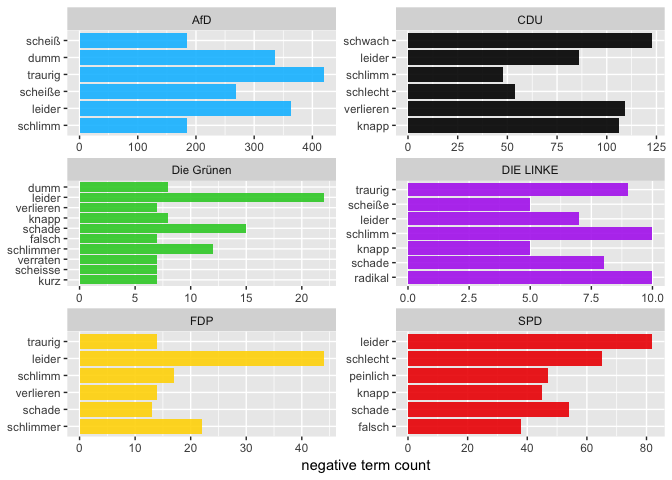 AfD
scheiß
dumm
traurig
scheiße
leider
schlimm
0 100 200 300 400
CDU
schwach
leider
schlimm
schlecht
verlieren
knapp
0 25 50 75 100 125
Die Grünen
dumm
leider
verlieren
knapp
schade
falsch
schlimmer
verraten
scheisse
kurz
0 5 10 15 20
DIE LINKE
traurig
scheiße
leider
schlimm
knapp
schade
radikal
0.0 2.5 5.0 7.5 10.0
FDP
traurig
leider
schlimm
verlieren
schade
schlimmer
0 10 20 30 40
SPD
leider
schlecht
peinlich
knapp
schade
falsch
0 20 40 60 80
negative term count